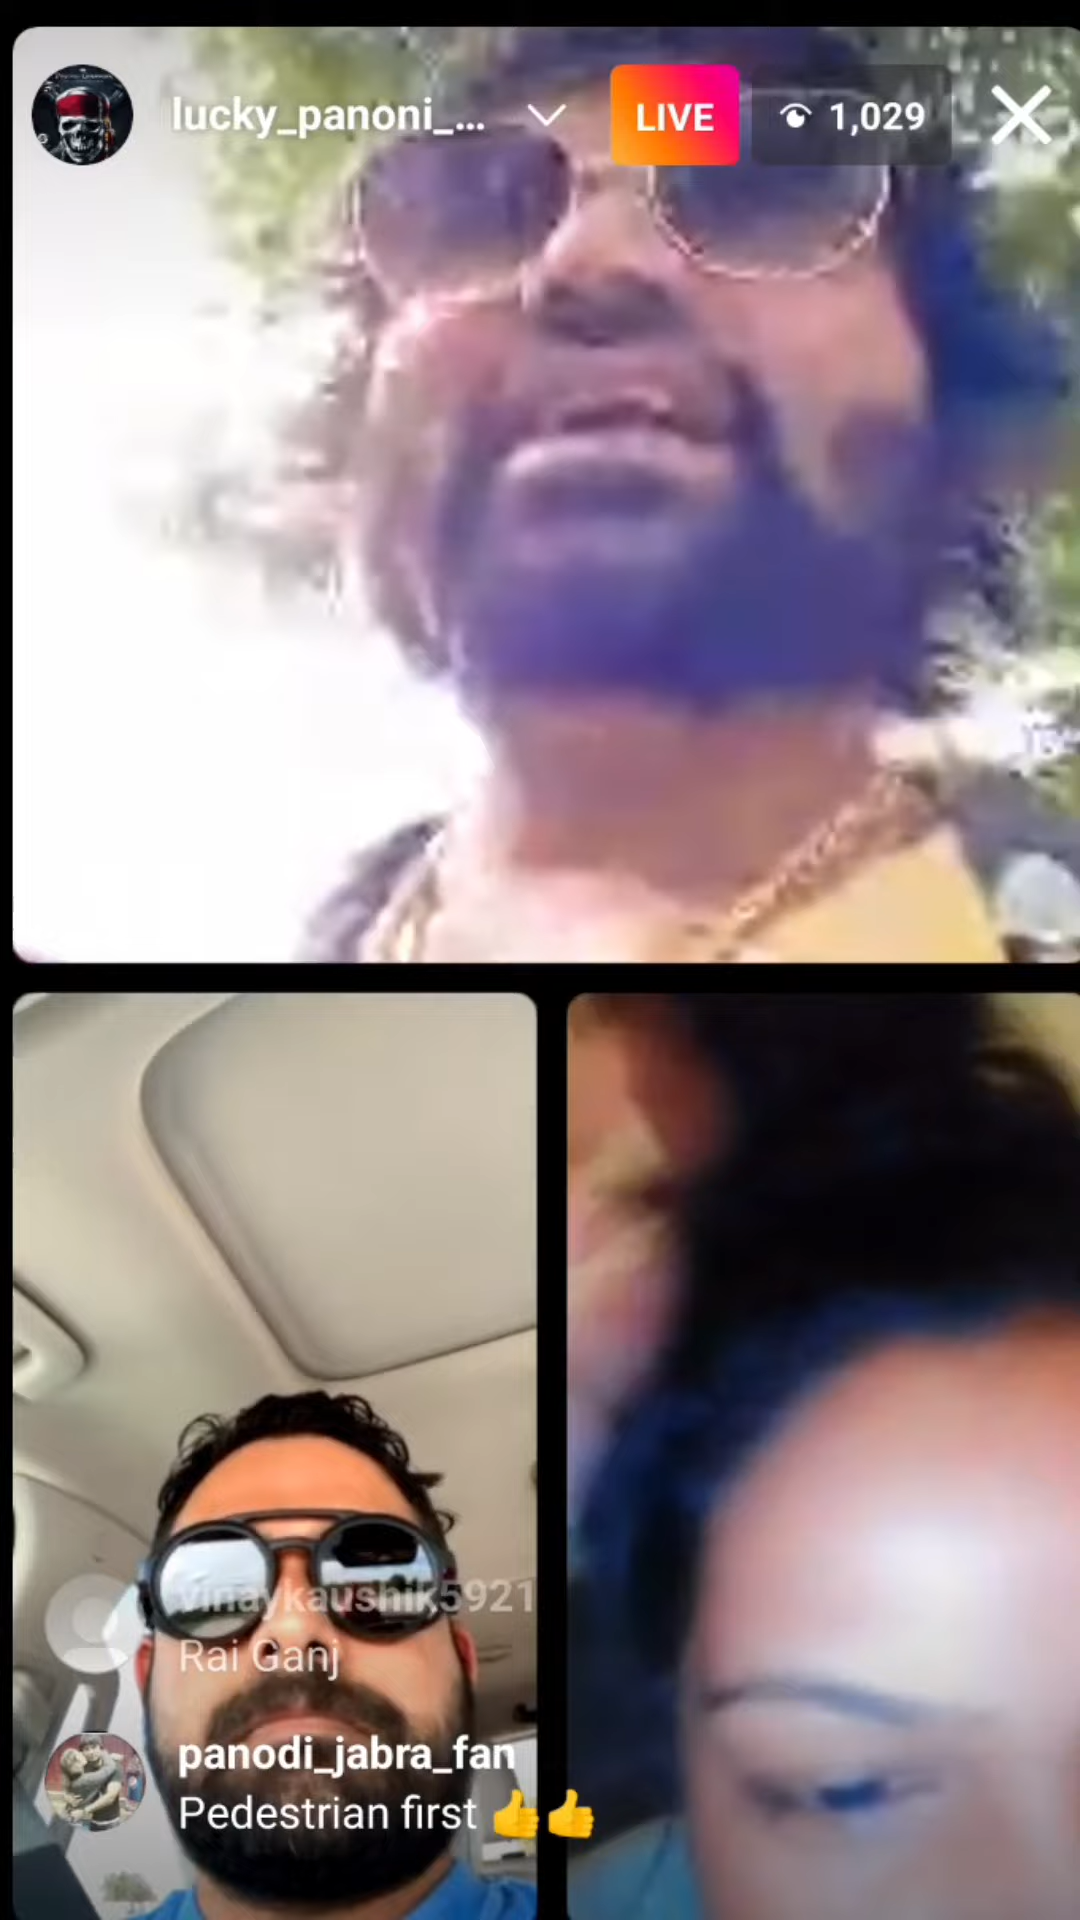 lucky_panoni_...
LIVE
1,029
vinaykaushik5921
Rai Ganj
panodi_jabra_fan
Pedestrian first 👍👍